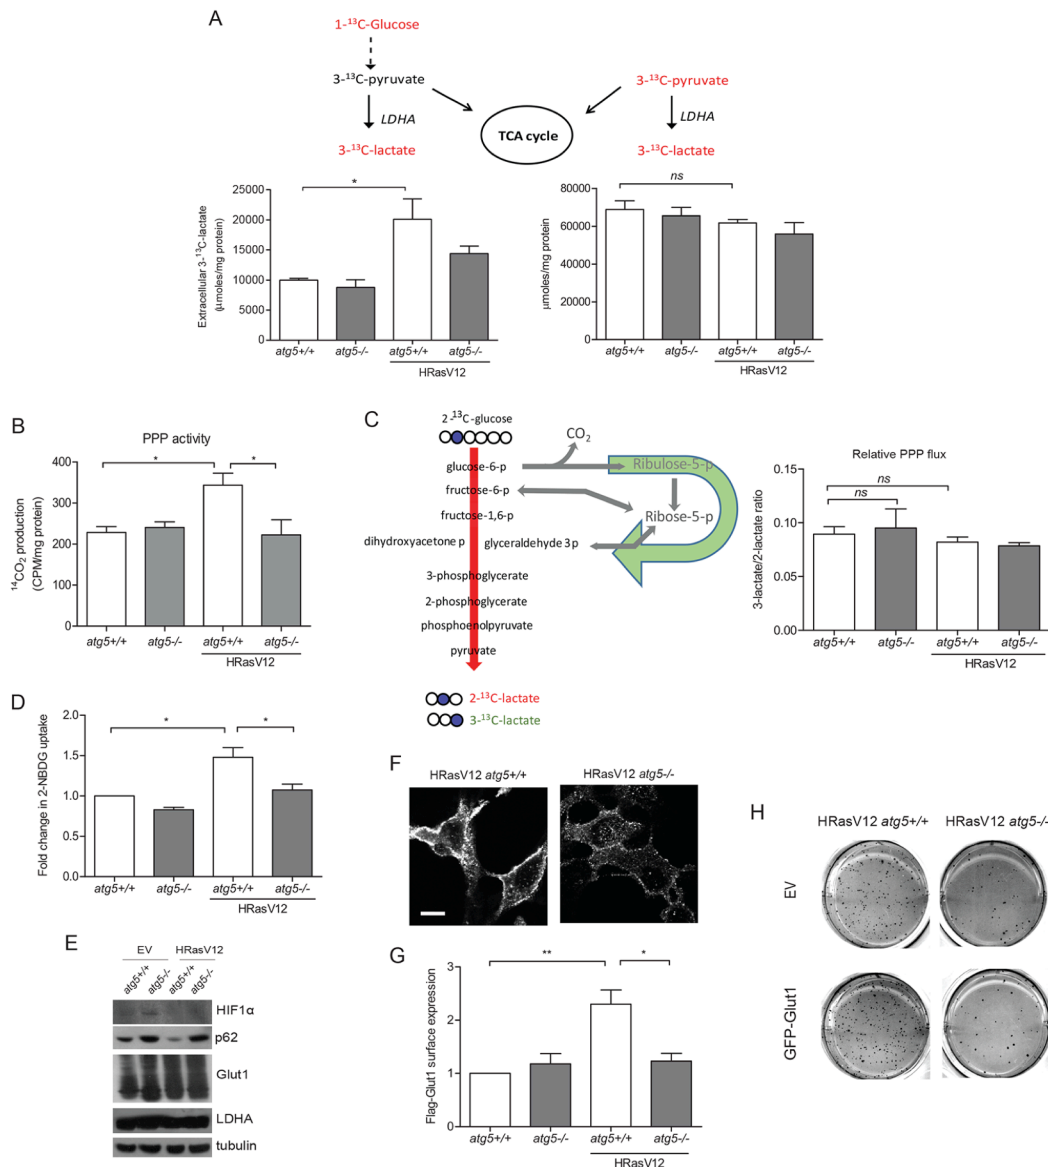 A
1-¹³C-Glucose
3-¹³C-pyruvate
3-¹³C-pyruvate
LDHA
LDHA
TCA cycle
3-¹³C-lactate
3-¹³C-lactate
Extracellular 3-¹³C-lactate
(µmoles/mg protein)
25000
20000
15000
10000
5000
0
*
atg5+/+
atg5-/-
atg5+/+
atg5-/-
HRasV12
µmoles/mg protein
80000
60000
40000
20000
0
ns
atg5+/+
atg5-/-
atg5+/+
atg5-/-
HRasV12
B
PPP activity
¹⁴CO₂ production
(CPM/mg protein)
400
300
200
100
0
*
*
atg5+/+
atg5-/-
atg5+/+
atg5-/-
HRasV12
C
2-¹³C-glucose
CO₂
glucose-6-p
Ribulose-5-p
fructose-6-p
fructose-1,6-p
Ribose-5-p
dihydroxyacetone p
glyceraldehyde 3 p
3-phosphoglycerate
2-phosphoglycerate
phosphoenolpyruvate
pyruvate
2-¹³C-lactate
3-¹³C-lactate
Relative PPP flux
3-lactate/2-lactate ratio
0.15
0.10
0.05
0.00
ns
ns
atg5+/+
atg5-/-
atg5+/+
atg5-/-
HRasV12
D
Fold change in 2-NBDG uptake
2.0
1.5
1.0
0.5
0.0
*
*
atg5+/+
atg5-/-
atg5+/+
atg5-/-
HRasV12
E
EV
HRasV12
atg5+/+
atg5-/-
atg5+/+
atg5-/-
HIF1α
p62
Glut1
LDHA
tubulin
F
HRasV12 atg5+/+
HRasV12 atg5-/-
G
Flag-Glut1 surface expression
3
2
1
0
**
*
atg5+/+
atg5-/-
atg5+/+
atg5-/-
HRasV12
H
HRasV12 atg5+/+
HRasV12 atg5-/-
EV
GFP-Glut1